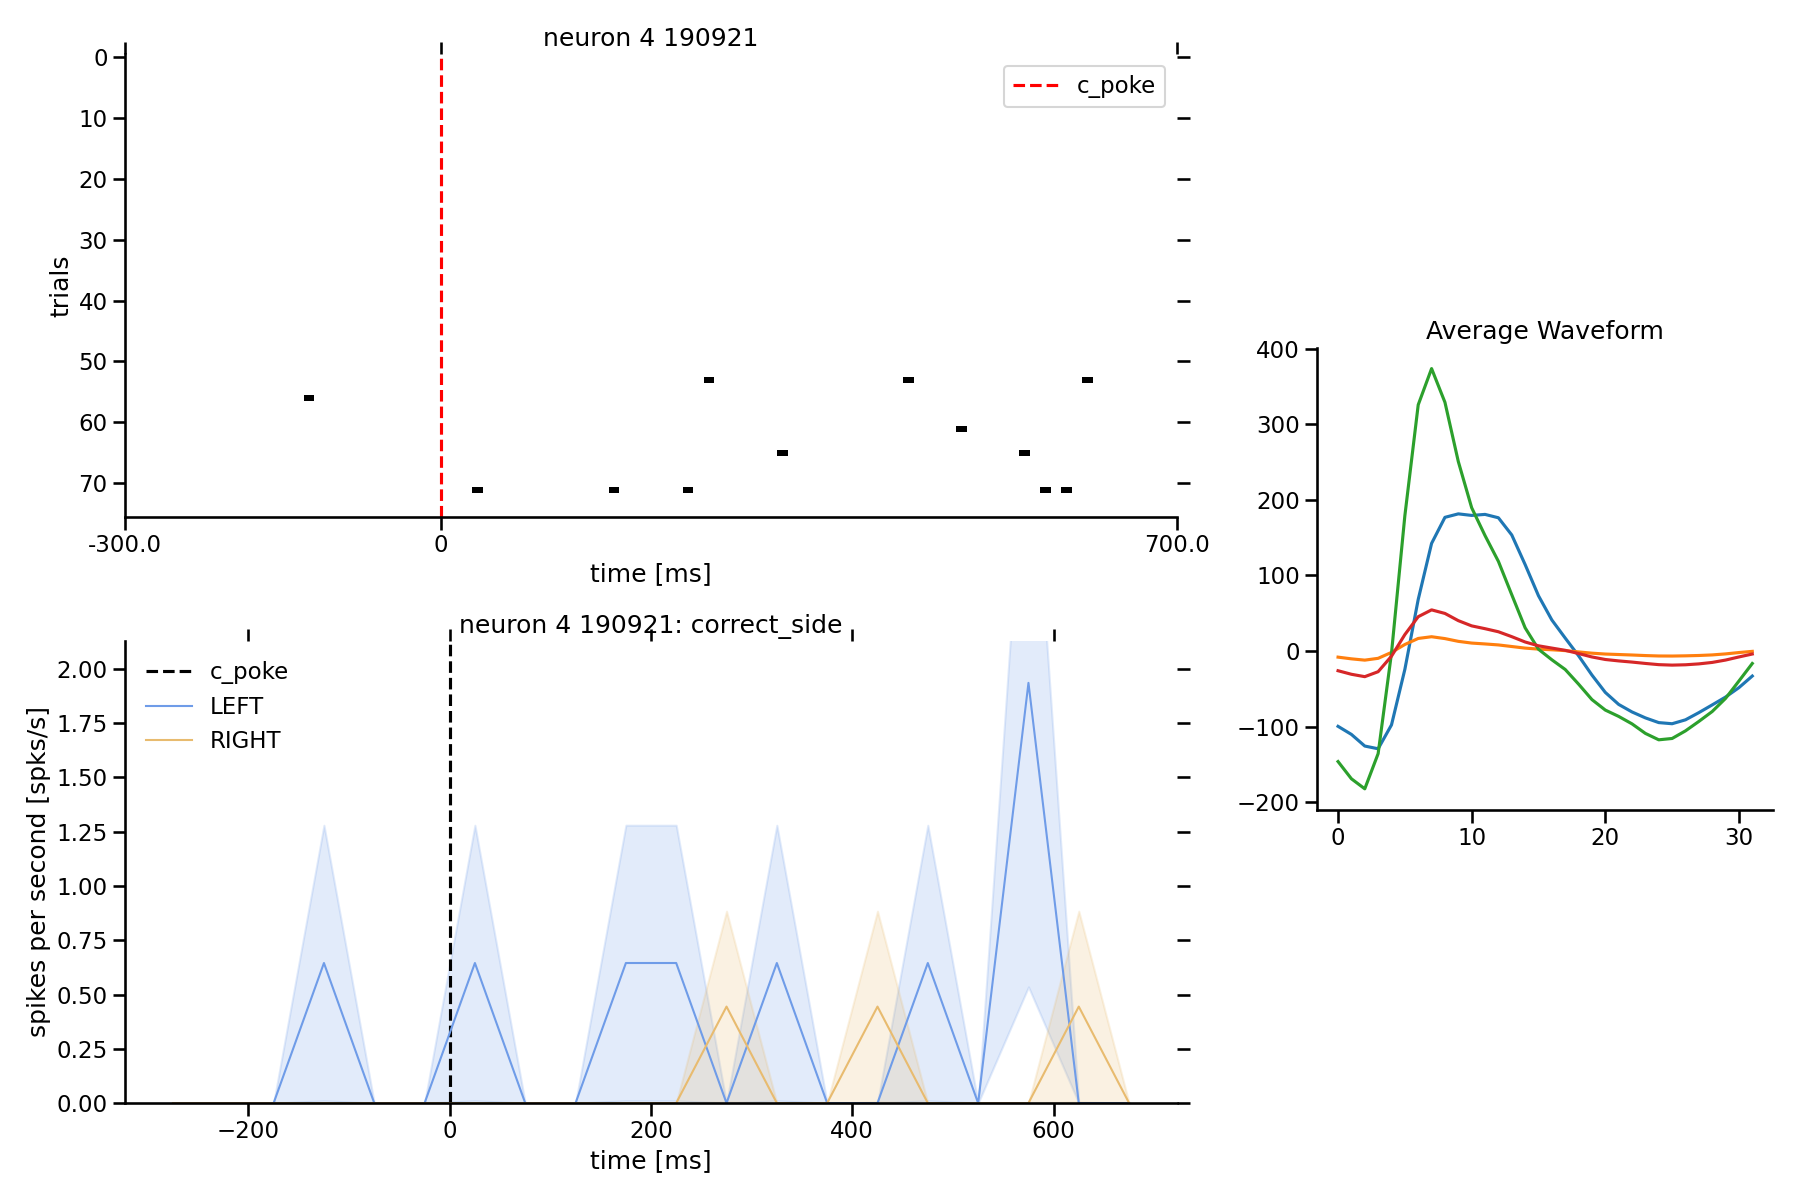 neuron 4 190921
c_poke
0
10
20
30
40
50
60
70
trials
-300.0 0 700.0
time [ms]
neuron 4 190921: correct_side
c_poke
LEFT
RIGHT
2.00
1.75
1.50
1.25
1.00
0.75
0.50
0.25
0.00
spikes per second [spks/s]
−200 0 200 400 600
time [ms]
Average Waveform
400
300
200
100
0
−100
−200
0 10 20 30